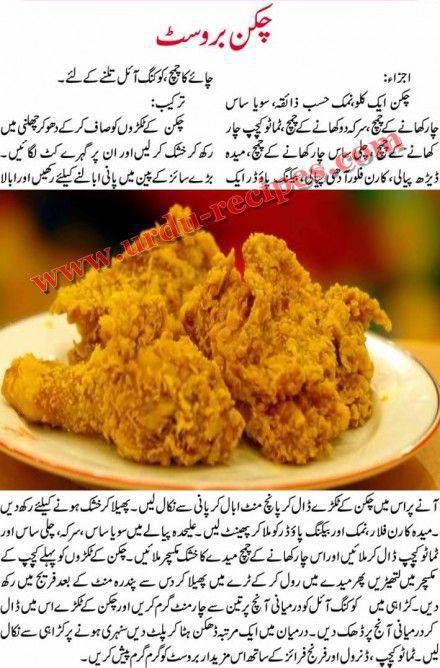 چکن بروسٹ
اجزاء:
چکن ایک کلو، نمک حسب ذائقہ، سویا ساس
چار کھانے کے چمچ، سرکہ دو کھانے کے چمچ، ٹماٹو کیچپ چار
کھانے کے چمچ، چلی ساس چار کھانے کے چمچ، میدہ
ڈیڑھ پیالی، کارن فلور آدھی پیالی، بیکنگ پاؤڈر ایک
چائے کا چمچ، کوکنگ آئل تلنے کے لئے۔
ترکیب:
چکن کے ٹکڑوں کو صاف کر کے دھو کر چھلنی میں
رکھ کر خشک کر لیں اور ان پر گہرے کٹ لگائیں۔
بڑے سائز کے پین میں پانی ابالنے کیلئے رکھیں اور ابالا
www.urdu-recipes.com
آنے پر اس میں چکن کے ٹکڑے ڈال کر پانچ منٹ ابال کر پانی سے نکال لیں۔ پھیلا کر خشک ہونے کیلئے رکھ دیں
۔ میدہ کارن فلار، نمک اور بیکنگ پاؤڈر کو ملا کر پھینٹ لیں۔ علیحدہ پیالے میں سویا ساس، سرکہ، چلی ساس اور
ٹماٹو کیچپ ڈال کر ملائیں اور اس چار کھانے کے چمچ میدے کا خشک مکسچر ملائیں۔ چکن کے ٹکڑوں کو پہلے کیچپ کے
مکسچر میں لتھیڑیں پھر میدے میں رول کر کے ٹرے میں پھیلا کر دس سے پندرہ منٹ کے بعد فریج میں رکھ
دیں۔ کڑاہی میں کوکنگ آئل کو درمیانی آنچ پر تین سے چار منٹ گرم کریں اور چکن کے ٹکڑے اس میں ڈال کر
درمیانی آنچ پر ڈھک دیں۔ درمیان میں ایک مرتبہ ڈھکن ہٹا کر پلٹ دیں سنہری ہونے پر کڑاہی سے نکال
لیں۔ ٹماٹو کیچپ، ڈنر رول اور فرنچ فرائز کے ساتھ اس مزیدار بروسٹ کو گرم گرم پیش کریں۔